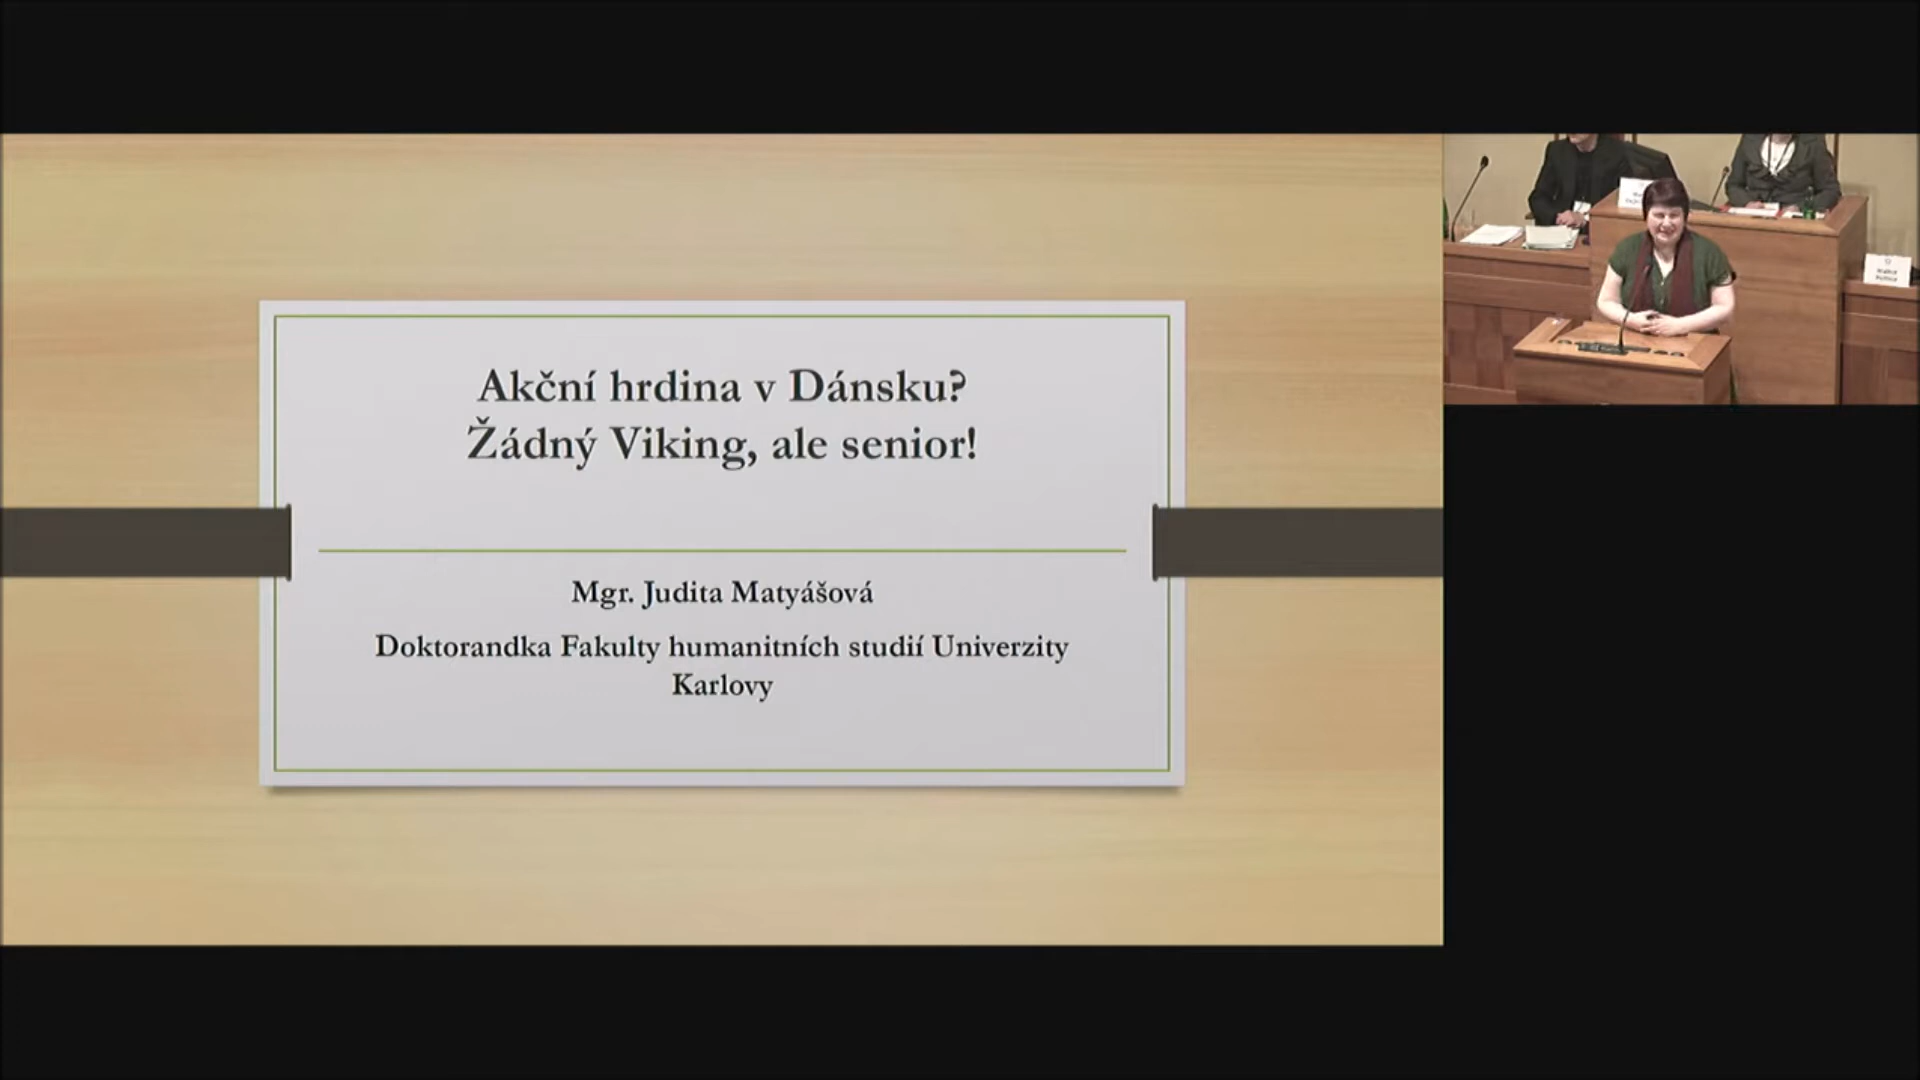 Akční hrdina v Dánsku?
Žádný Viking, ale senior!
Mgr. Judita Matyášová
Doktorandka Fakulty humanitních studií Univerzity
Karlovy